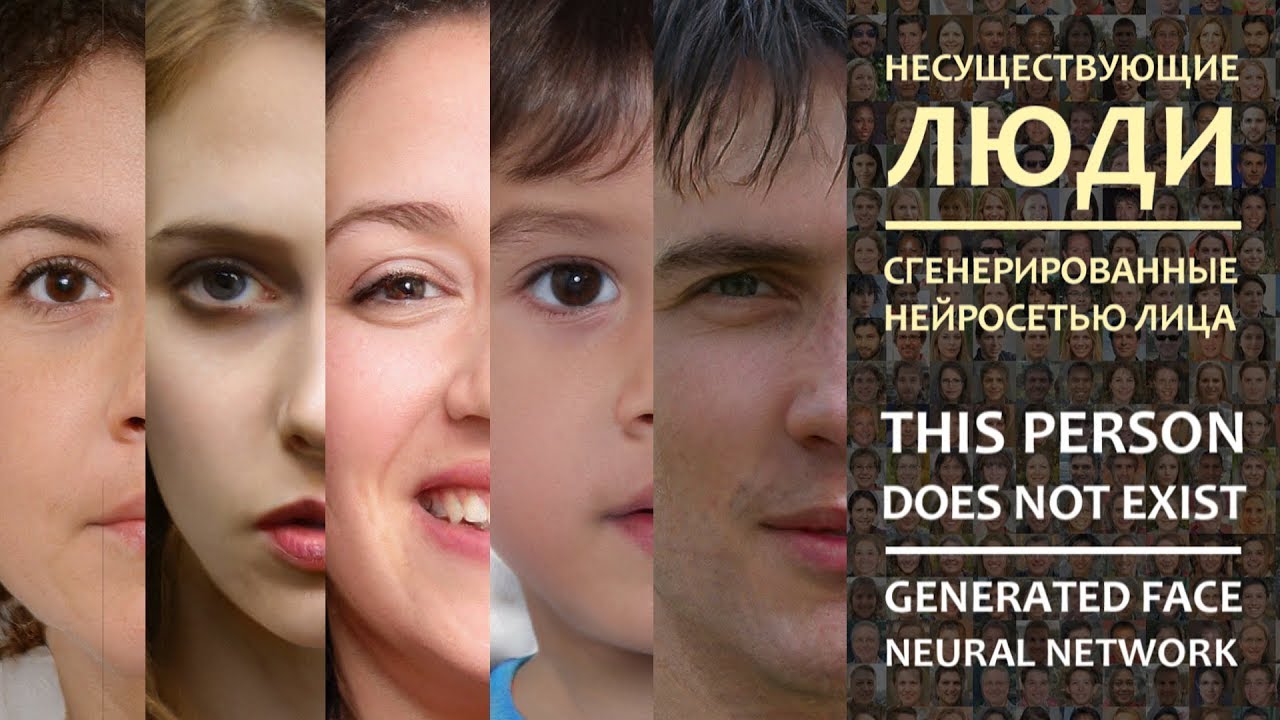 НЕСУЩЕСТВУЮЩИЕ
ЛЮДИ
СГЕНЕРИРОВАННЫЕ
НЕЙРОСЕТЬЮ ЛИЦА
THIS PERSON
DOES NOT EXIST
GENERATED FACE
NEURAL NETWORK